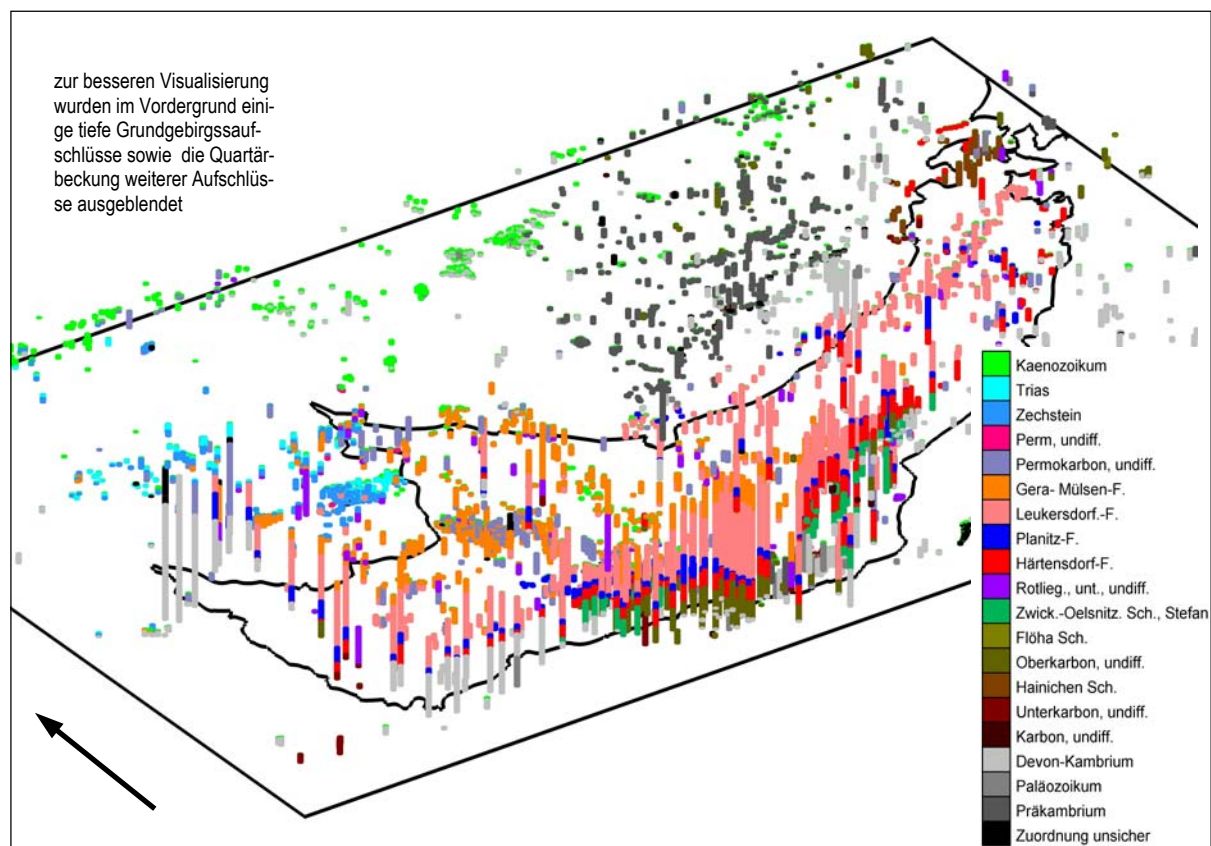 zur besseren Visualisierung
wurden im Vordergrund eini-
ge tiefe Grundgebirgssauf-
schlüsse sowie die Quartär-
beckung weiterer Aufschlüs-
se ausgeblendet
Kaenozoikum
Trias
Zechstein
Perm, undiff.
Permokarbon, undiff.
Gera- Mülsen-F.
Leukersdorf.-F.
Planitz-F.
Härtensdorf-F.
Rotlieg., unt., undiff.
Zwick.-Oelsnitz. Sch., Stefan
Flöha Sch.
Oberkarbon, undiff.
Hainichen Sch.
Unterkarbon, undiff.
Karbon, undiff.
Devon-Kambrium
Paläozoikum
Präkambrium
Zuordnung unsicher